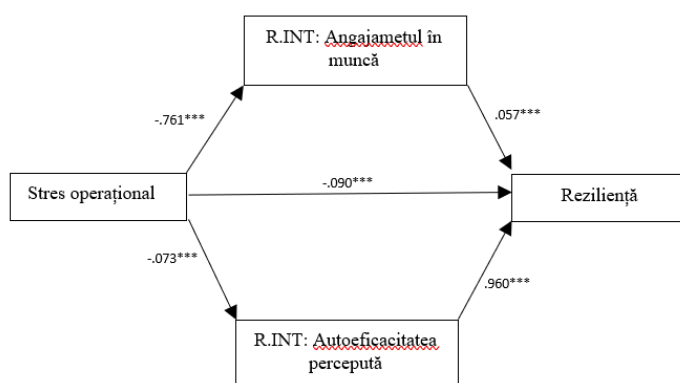 R.INT: Angajametul în
muncă
-.761***
.057***
Stres operațional
-.090***
Reziliență
-.073***
.960***
R.INT: Autoeficacitatea
percepută